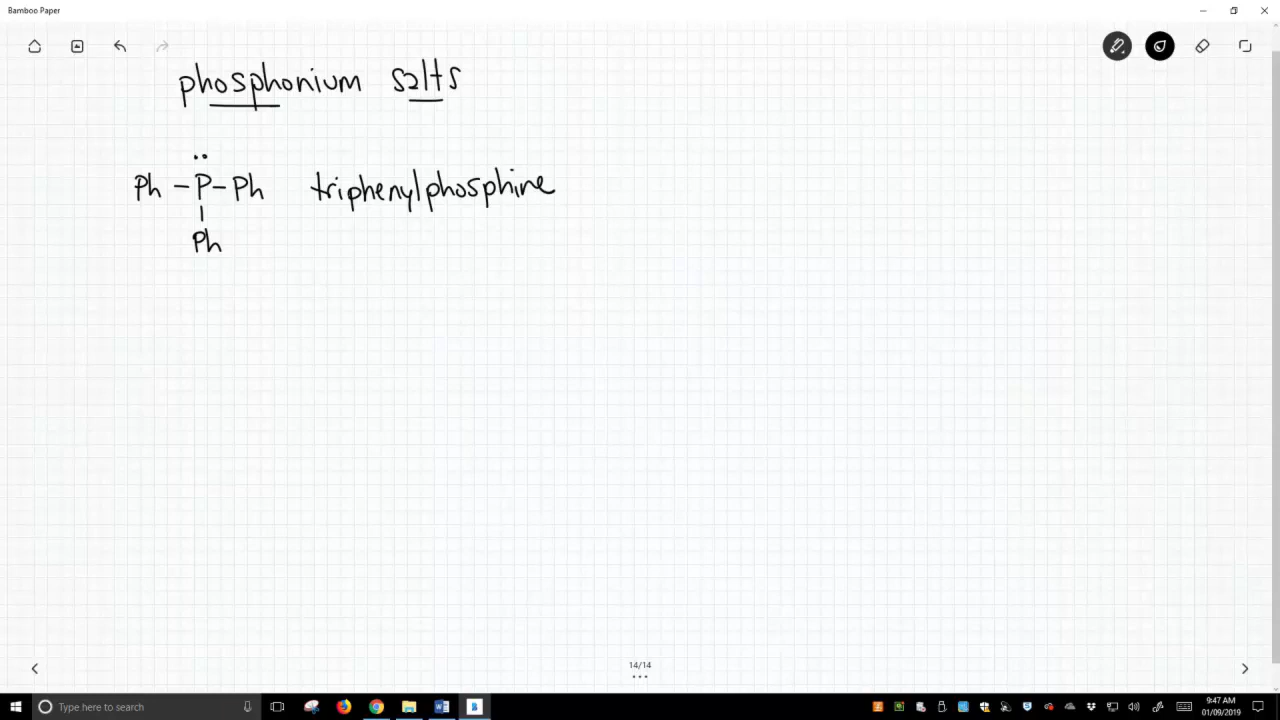 Bamboo Paper
phosphonium salts
Ph – P – Ph triphenylphosphine
Ph
14/14
Type here to search
9:47 AM
01/09/2019